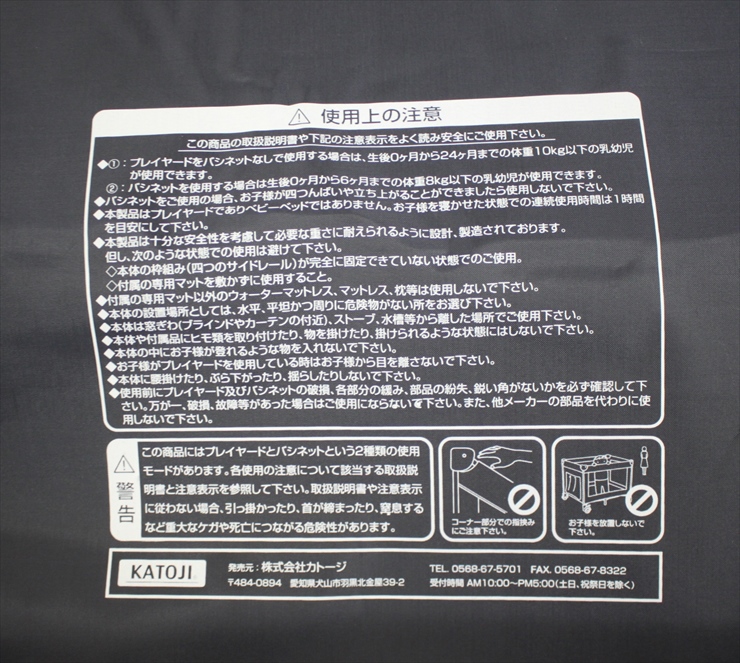 ⚠ 使用上の注意
この商品の取扱説明書や下記の注意表示をよく読み安全にご使用下さい。
◆①：プレイヤードをバシネットなしで使用する場合は、生後0ヶ月から24ヶ月までの体重10kg以下の乳幼児
が使用できます。
②：バシネットを使用する場合は生後0ヶ月から6ヶ月までの体重8kg以下の乳幼児が使用できます。
◆バシネットをご使用の場合、お子様が四つんばいや立ち上がることができましたら使用しないで下さい。
◆本製品はプレイヤードでありベビーベッドではありません。お子様を寝かせた状態での連続使用時間は1時間
を目安にして下さい。
◆本製品は十分な安全性を考慮して必要な重さに耐えられるように設計、製造されております。
但し、次のような状態での使用は避けて下さい。
◇本体の枠組み（四つのサイドレール）が完全に固定できていない状態でのご使用。
◇付属の専用マットを敷かずに使用すること。
◆付属の専用マット以外のウォーターマットレス、マットレス、枕等は使用しないで下さい。
◆本体の設置場所としては、水平、平坦かつ周りに危険物がない所をお選び下さい。
◆本体は窓ぎわ（ブラインドやカーテンの付近）、ストーブ、水槽等から離した場所でご使用下さい。
◆本体や付属品にヒモ類を取り付けたり、物を掛けたり、掛けられるような状態にはしないで下さい。
◆本体の中にお子様が登れるような物を入れないで下さい。
◆お子様がプレイヤードを使用している時はお子様から目を離さないで下さい。
◆本体に腰掛けたり、ぶら下がったり、揺らしたりしないで下さい。
◆使用前にプレイヤード及びバシネットの破損、各部分の緩み、部品の紛失、鋭い角がないかを必ず確認して下
さい。万が一、破損、故障等があった場合はご使用にならないで下さい。また、他メーカーの部品を代わりに使
用しないで下さい。
⚠警告
この商品にはプレイヤードとバシネットという2種類の使用
モードがあります。各使用の注意について該当する取扱説
明書と注意表示を参照して下さい。取扱説明書や注意表示
に従わない場合、引っ掛かったり、首が締まったり、窒息する
など重大なケガや死亡につながる危険性があります。
コーナー部分での指挟み
にご注意下さい。
お子様を放置しないで
下さい。
KATOJI
発売元：株式会社カトージ
〒484-0894 愛知県犬山市羽黒北金屋39-2
TEL. 0568-67-5701 FAX. 0568-67-8322
受付時間 AM10:00〜PM5:00（土日、祝祭日を除く）